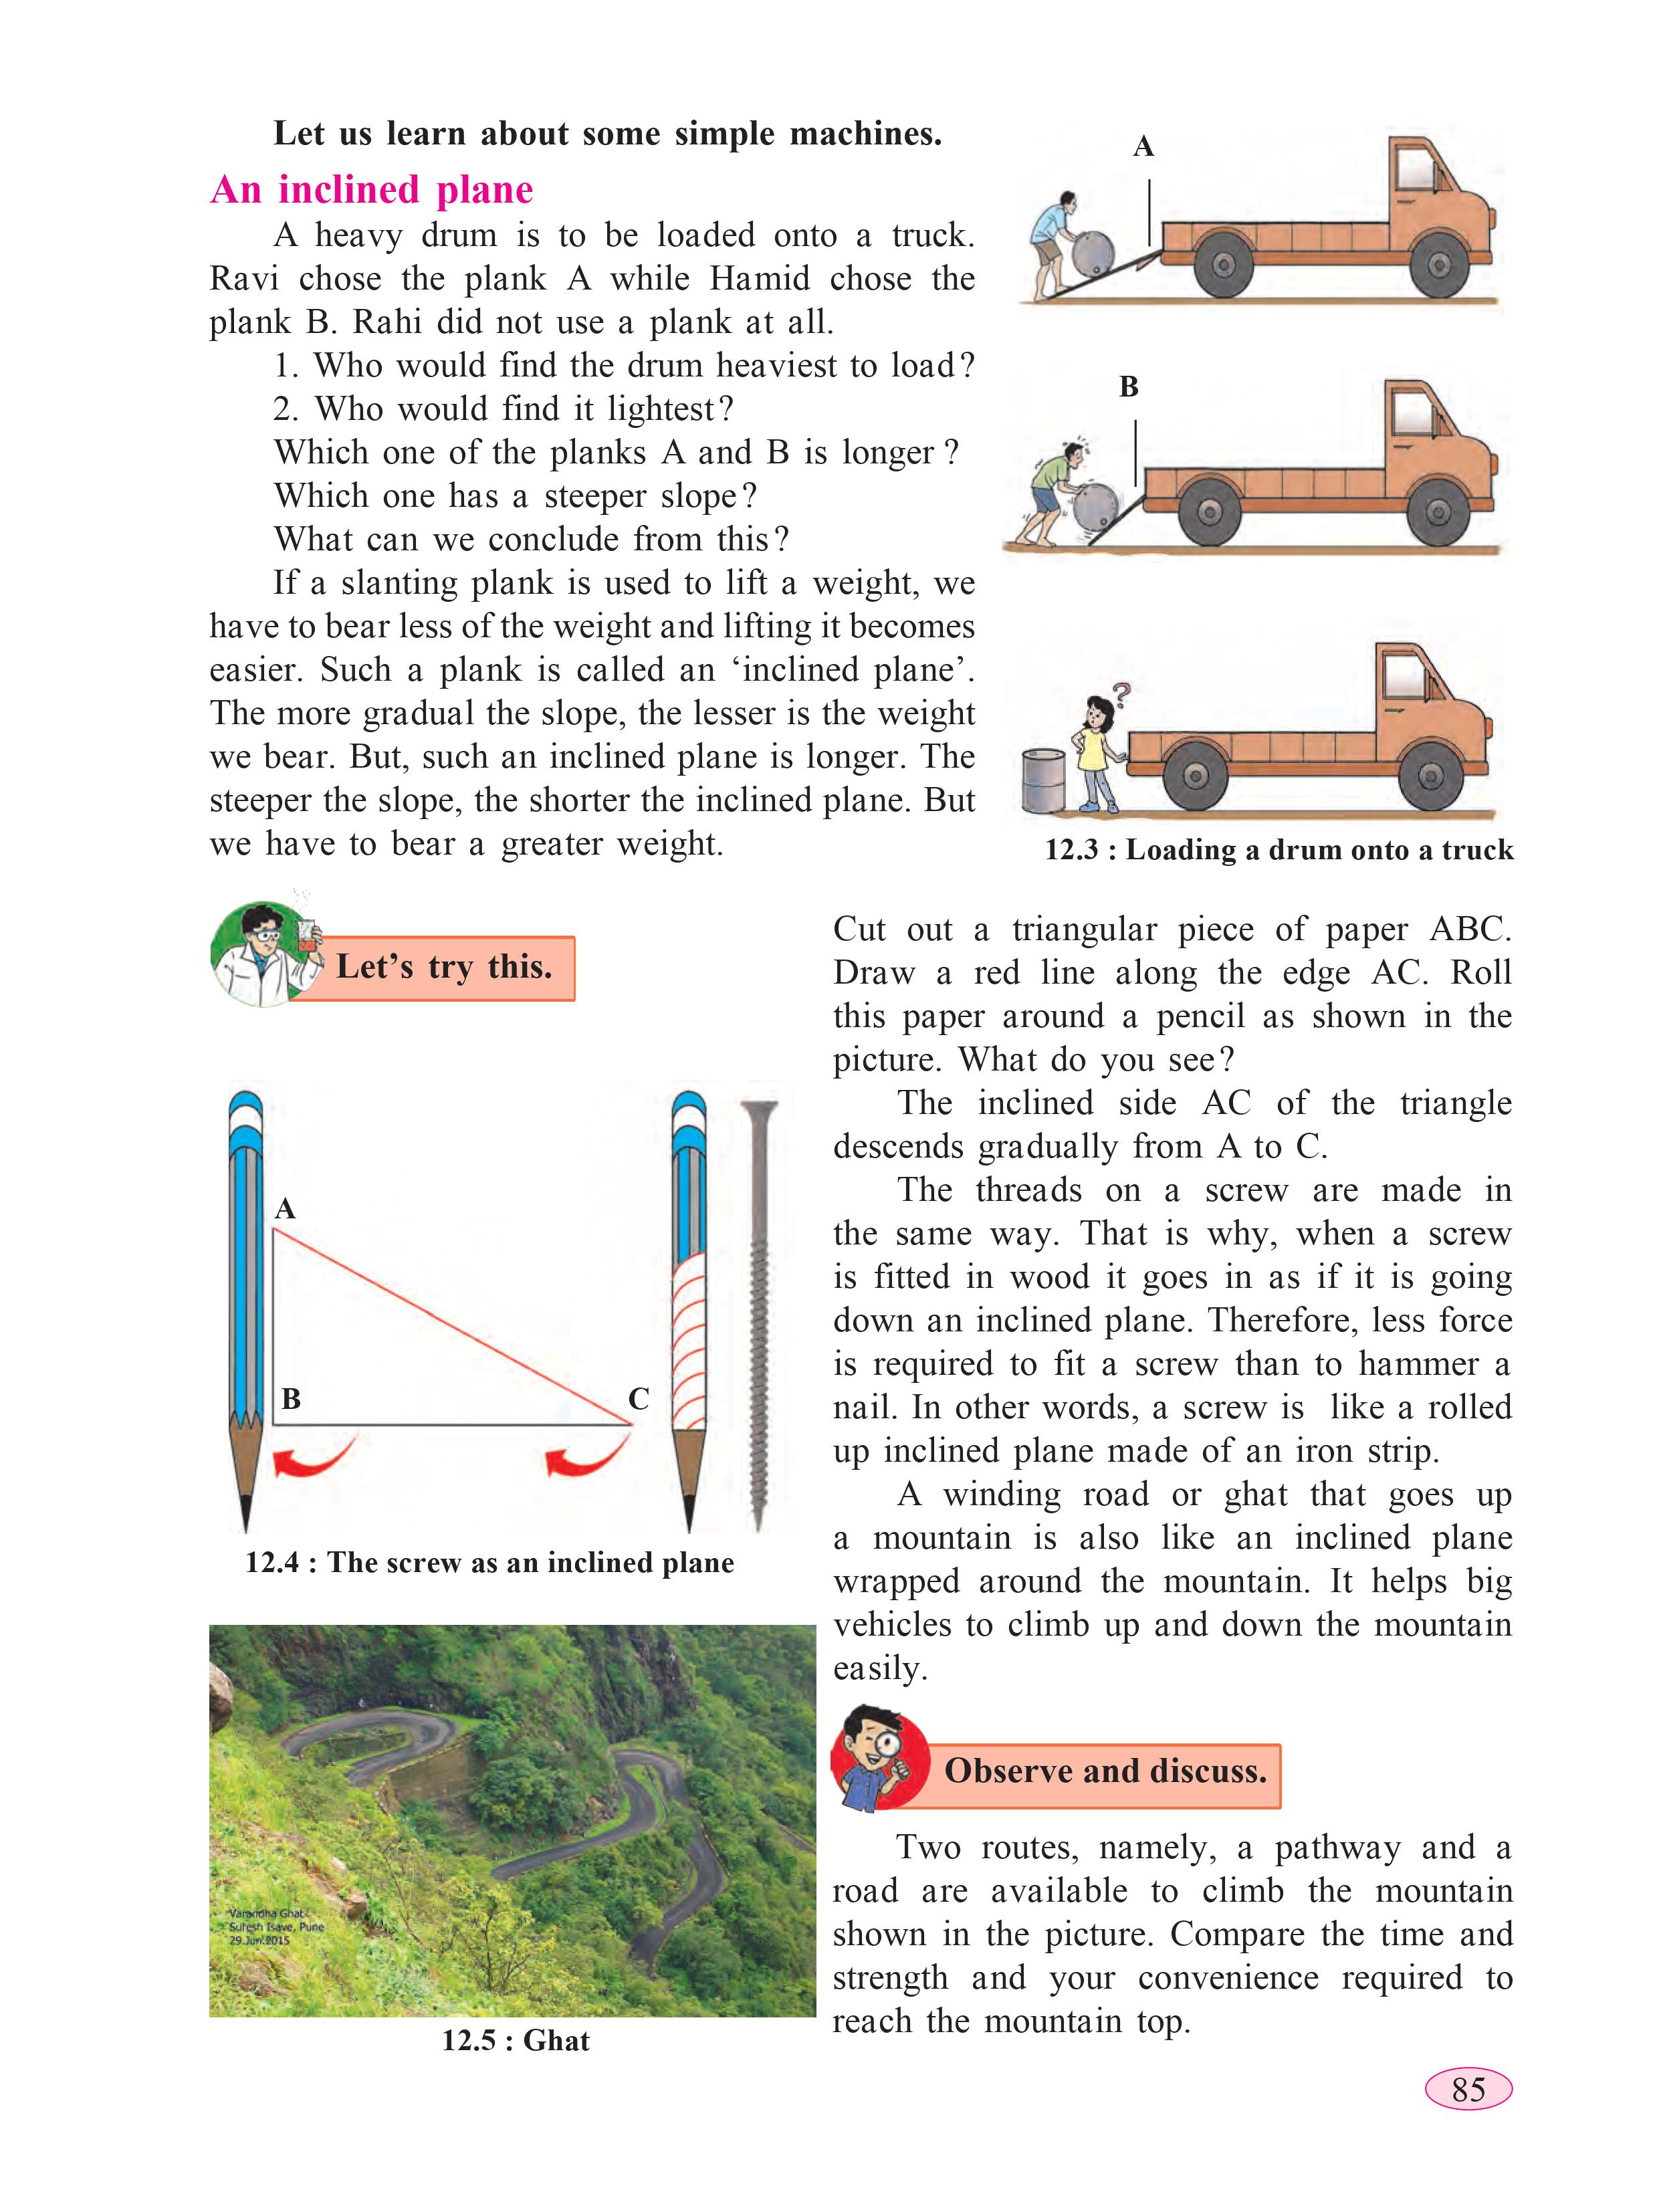 Let us learn about some simple machines.
An inclined plane
A heavy drum is to be loaded onto a truck.
Ravi chose the plank A while Hamid chose the
plank B. Rahi did not use a plank at all.
1. Who would find the drum heaviest to load?
2. Who would find it lightest?
Which one of the planks A and B is longer ?
Which one has a steeper slope?
What can we conclude from this?
If a slanting plank is used to lift a weight, we
have to bear less of the weight and lifting it becomes
easier. Such a plank is called an ‘inclined plane’.
The more gradual the slope, the lesser is the weight
we bear. But, such an inclined plane is longer. The
steeper the slope, the shorter the inclined plane. But
we have to bear a greater weight.
A
B
?
12.3 : Loading a drum onto a truck
Let’s try this.
A
B
C
12.4 : The screw as an inclined plane
Varandha Ghat
Suresh Isave, Pune
29.Jun.2015
12.5 : Ghat
Cut out a triangular piece of paper ABC.
Draw a red line along the edge AC. Roll
this paper around a pencil as shown in the
picture. What do you see?
The inclined side AC of the triangle
descends gradually from A to C.
The threads on a screw are made in
the same way. That is why, when a screw
is fitted in wood it goes in as if it is going
down an inclined plane. Therefore, less force
is required to fit a screw than to hammer a
nail. In other words, a screw is like a rolled
up inclined plane made of an iron strip.
A winding road or ghat that goes up
a mountain is also like an inclined plane
wrapped around the mountain. It helps big
vehicles to climb up and down the mountain
easily.
Observe and discuss.
Two routes, namely, a pathway and a
road are available to climb the mountain
shown in the picture. Compare the time and
strength and your convenience required to
reach the mountain top.
85